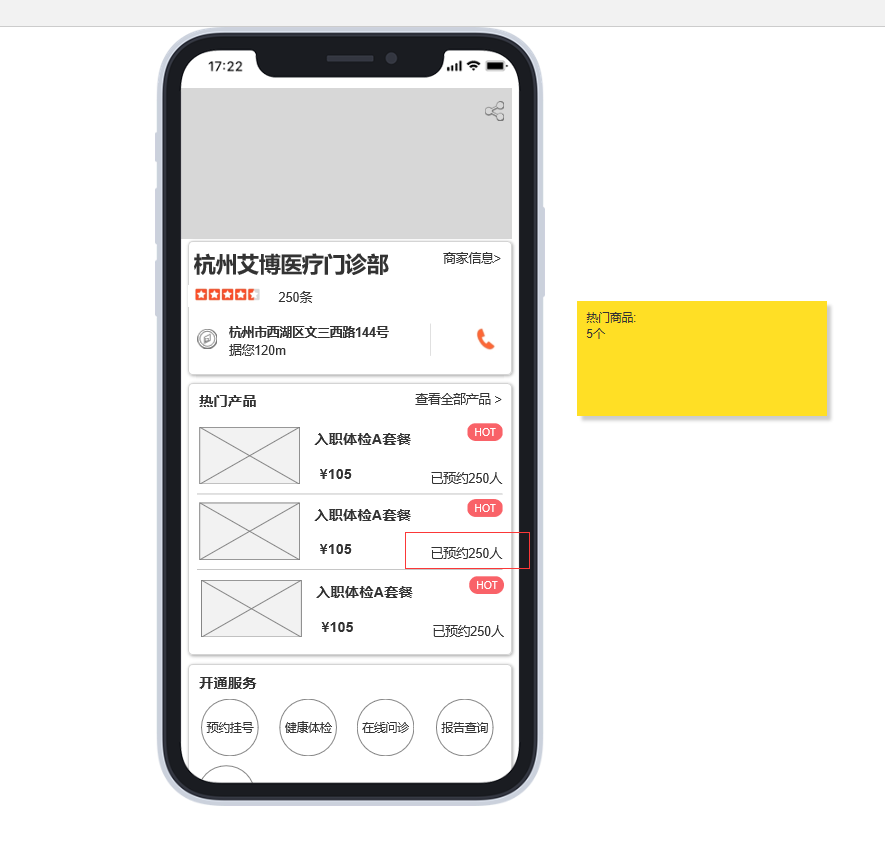 17:22
杭州艾博医疗门诊部
商家信息>
250条
杭州市西湖区文三西路144号
据您120m
热门商品:
5个
热门产品
查看全部产品 >
入职体检A套餐
HOT
¥105
已预约250人
入职体检A套餐
HOT
¥105
已预约250人
入职体检A套餐
HOT
¥105
已预约250人
开通服务
预约挂号
健康体检
在线问诊
报告查询